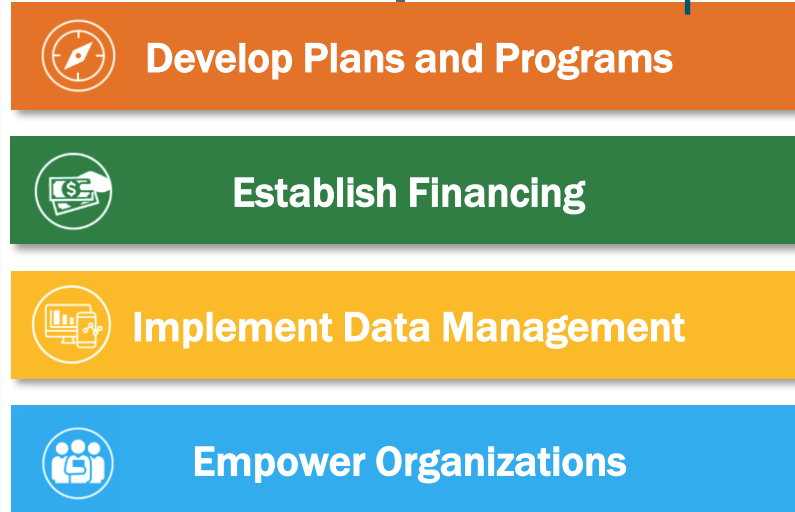 Develop Plans and Programs
$
Establish Financing
Implement Data Management
Empower Organizations